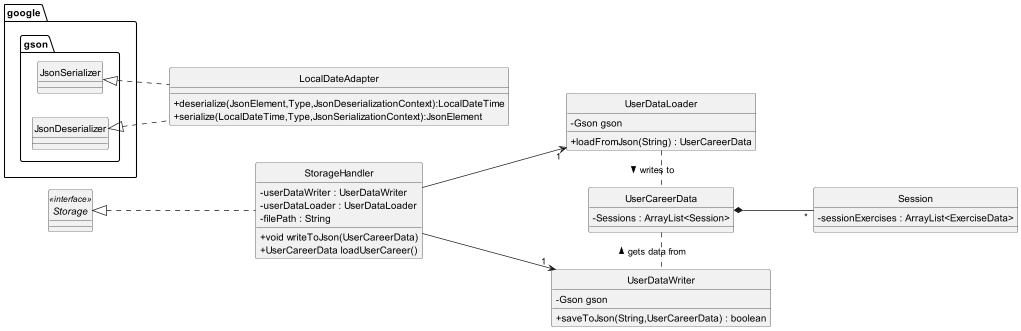 google
gson
JsonSerializer
JsonDeserializer
LocalDateAdapter
+deserialize(JsonElement,Type,JsonDeserializationContext):LocalDateTime
+serialize(LocalDateTime,Type,JsonSerializationContext):JsonElement
«interface»
Storage
StorageHandler
-userDataWriter : UserDataWriter
-userDataLoader : UserDataLoader
-filePath : String
+void writeToJson(UserCareerData)
+UserCareerData loadUserCareer()
1
1
UserDataLoader
-Gson gson
+loadFromJson(String) : UserCareerData
writes to
UserCareerData
-Sessions : ArrayList<Session>
*
Session
-sessionExercises : ArrayList<ExerciseData>
gets data from
UserDataWriter
-Gson gson
+saveToJson(String,UserCareerData) : boolean